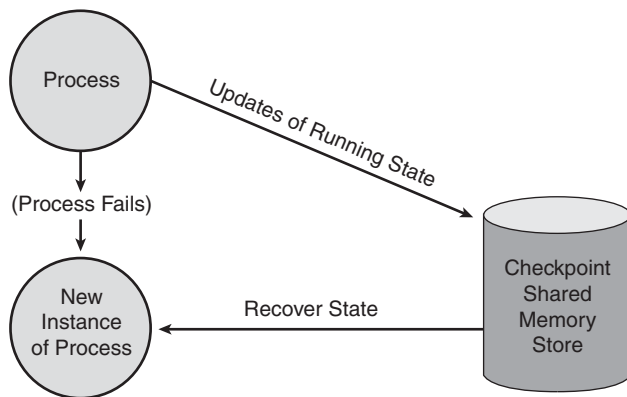 Process
Updates of Running State
(Process Fails)
Checkpoint
Shared
Memory
Store
New
Instance
of Process
Recover State